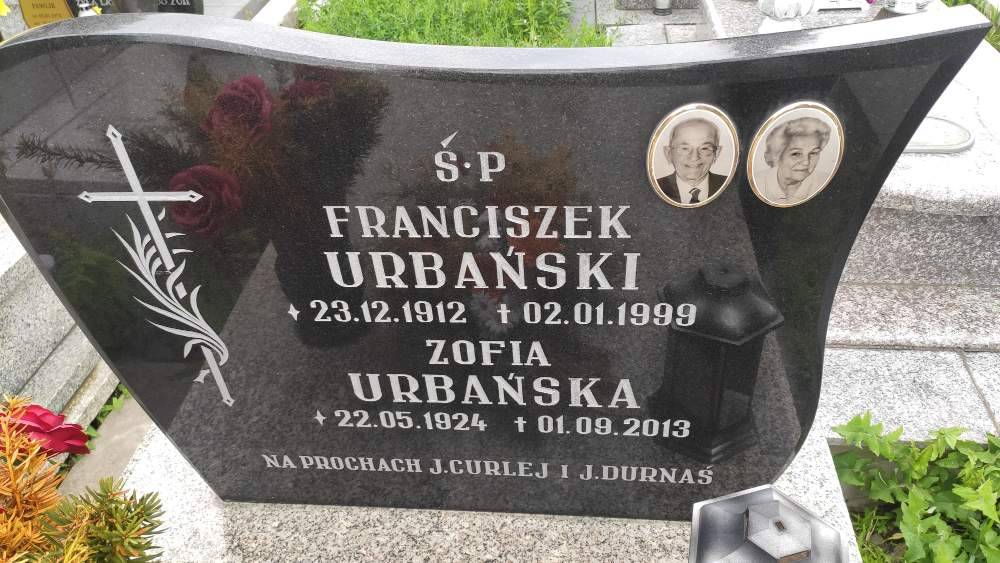 Ś.P
FRANCISZEK
URBAŃSKI
23.12.1912 † 02.01.1999
ZOFIA
URBAŃSKA
22.05.1924 † 01.09.2013
NA PROCHACH J.CURLEJ I J.DURNAŚ